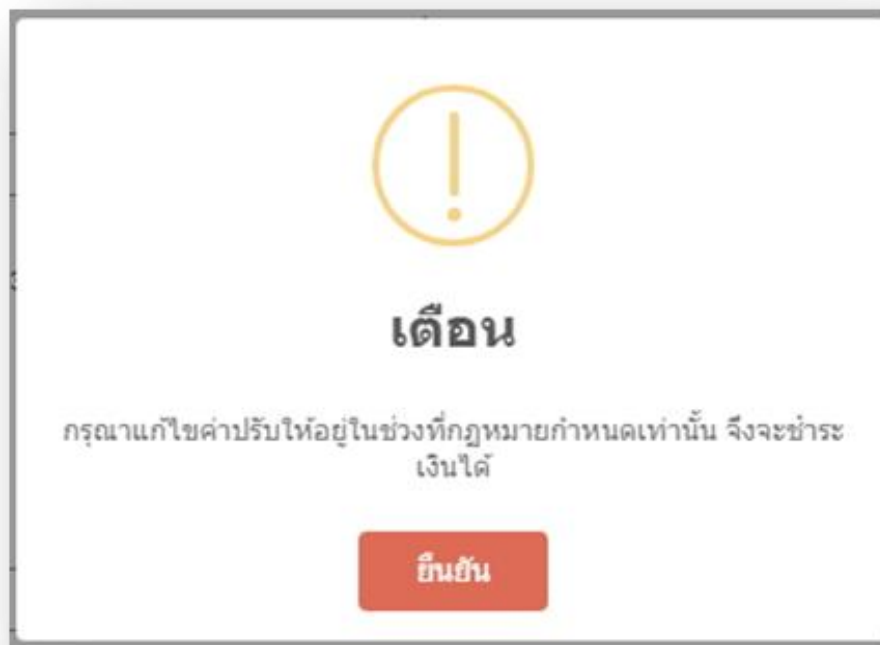 เตือน
กรุณาแก้ไขค่าปรับให้อยู่ในช่วงที่กฎหมายกำหนดเท่านั้น จึงจะชำระ
เงินได้
ยืนยัน